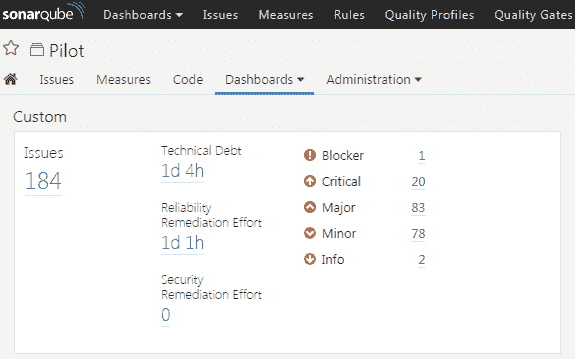 sonarqube Dashboards Issues Measures Rules Quality Profiles Quality Gates
Pilot
Issues Measures Code Dashboards Administration
Custom
Issues
184
Technical Debt
1d 4h
Reliability
Remediation Effort
1d 1h
Security
Remediation Effort
0
Blocker 1
Critical 20
Major 83
Minor 78
Info 2